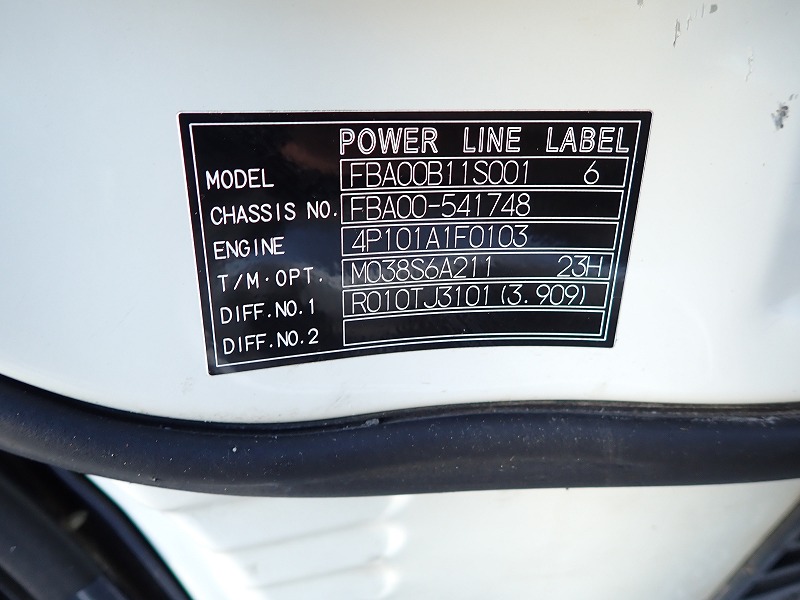 POWER LINE LABEL
MODEL FBA00B11S001 6
CHASSIS NO. FBA00-541748
ENGINE 4P101A1F0103
T/M·OPT. M038S6A211 23H
DIFF.NO.1 R010TJ3101(3.909)
DIFF.NO.2